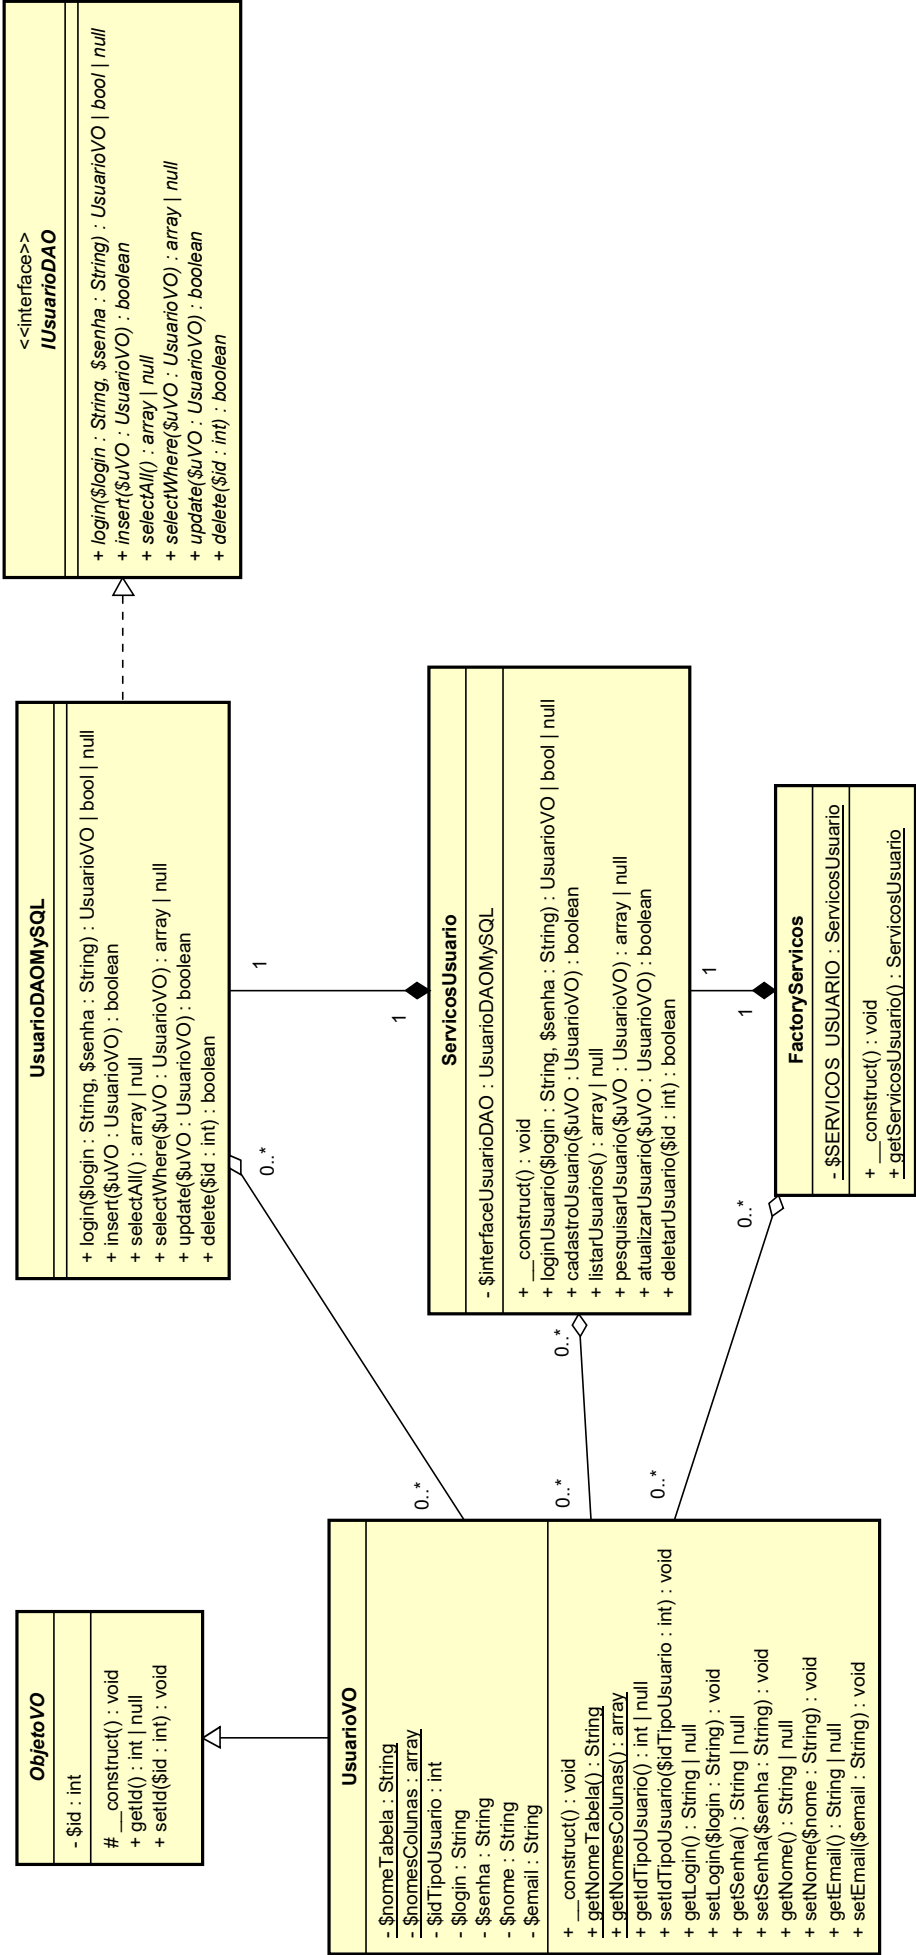 <<interface>>
IUsuarioDAO
+ login($login : String, $senha : String) : UsuarioVO | bool | null
+ insert($uVO : UsuarioVO) : boolean
+ selectAll() : array | null
+ selectWhere($uVO : UsuarioVO) : array | null
+ update($uVO : UsuarioVO) : boolean
+ delete($id : int) : boolean
UsuarioDAOMySQL
+ login($login : String, $senha : String) : UsuarioVO | bool | null
+ insert($uVO : UsuarioVO) : boolean
+ selectAll() : array | null
+ selectWhere($uVO : UsuarioVO) : array | null
+ update($uVO : UsuarioVO) : boolean
+ delete($id : int) : boolean
1
1
0..*
0..*
ServicosUsuario
- $interfaceUsuarioDAO : UsuarioDAOMySQL
+ __construct() : void
+ loginUsuario($login : String, $senha : String) : UsuarioVO | bool | null
+ cadastroUsuario($uVO : UsuarioVO) : boolean
+ listarUsuarios() : array | null
+ pesquisarUsuario($uVO : UsuarioVO) : array | null
+ atualizarUsuario($uVO : UsuarioVO) : boolean
+ deletarUsuario($id : int) : boolean
1
1
0..*
0..*
FactoryServicos
- $SERVICOS_USUARIO : ServicosUsuario
+ __construct() : void
+ getServicosUsuario() : ServicosUsuario
0..*
0..*
ObjetoVO
- $id : int
# __construct() : void
+ getId() : int | null
+ setId($id : int) : void
UsuarioVO
- $nomeTabela : String
- $nomesColunas : array
- $idTipoUsuario : int
- $login : String
- $senha : String
- $nome : String
- $email : String
+ __construct() : void
+ getNomeTabela() : String
+ getNomesColunas() : array
+ getIdTipoUsuario() : int | null
+ setIdTipoUsuario($idTipoUsuario : int) : void
+ getLogin() : String | null
+ setLogin($login : String) : void
+ getSenha() : String | null
+ setSenha($senha : String) : void
+ getNome() : String | null
+ setNome($nome : String) : void
+ getEmail() : String | null
+ setEmail($email : String) : void